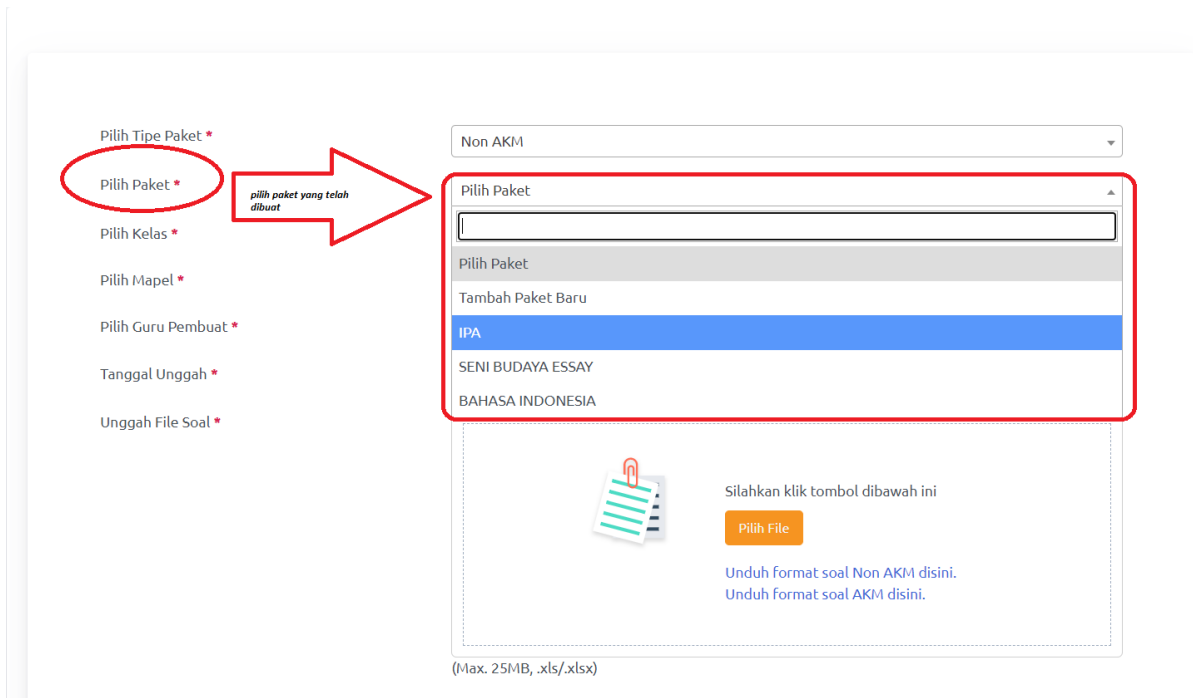 Pilih Tipe Paket *
Non AKM
Pilih Paket *
pilih paket yang telah
dibuat
Pilih Paket
Pilih Kelas *
Pilih Paket
Pilih Mapel *
Tambah Paket Baru
Pilih Guru Pembuat *
IPA
Tanggal Unggah *
SENI BUDAYA ESSAY
BAHASA INDONESIA
Unggah File Soal *
Silahkan klik tombol dibawah ini
Pilih File
Unduh format soal Non AKM disini.
Unduh format soal AKM disini.
(Max. 25MB, .xls/.xlsx)